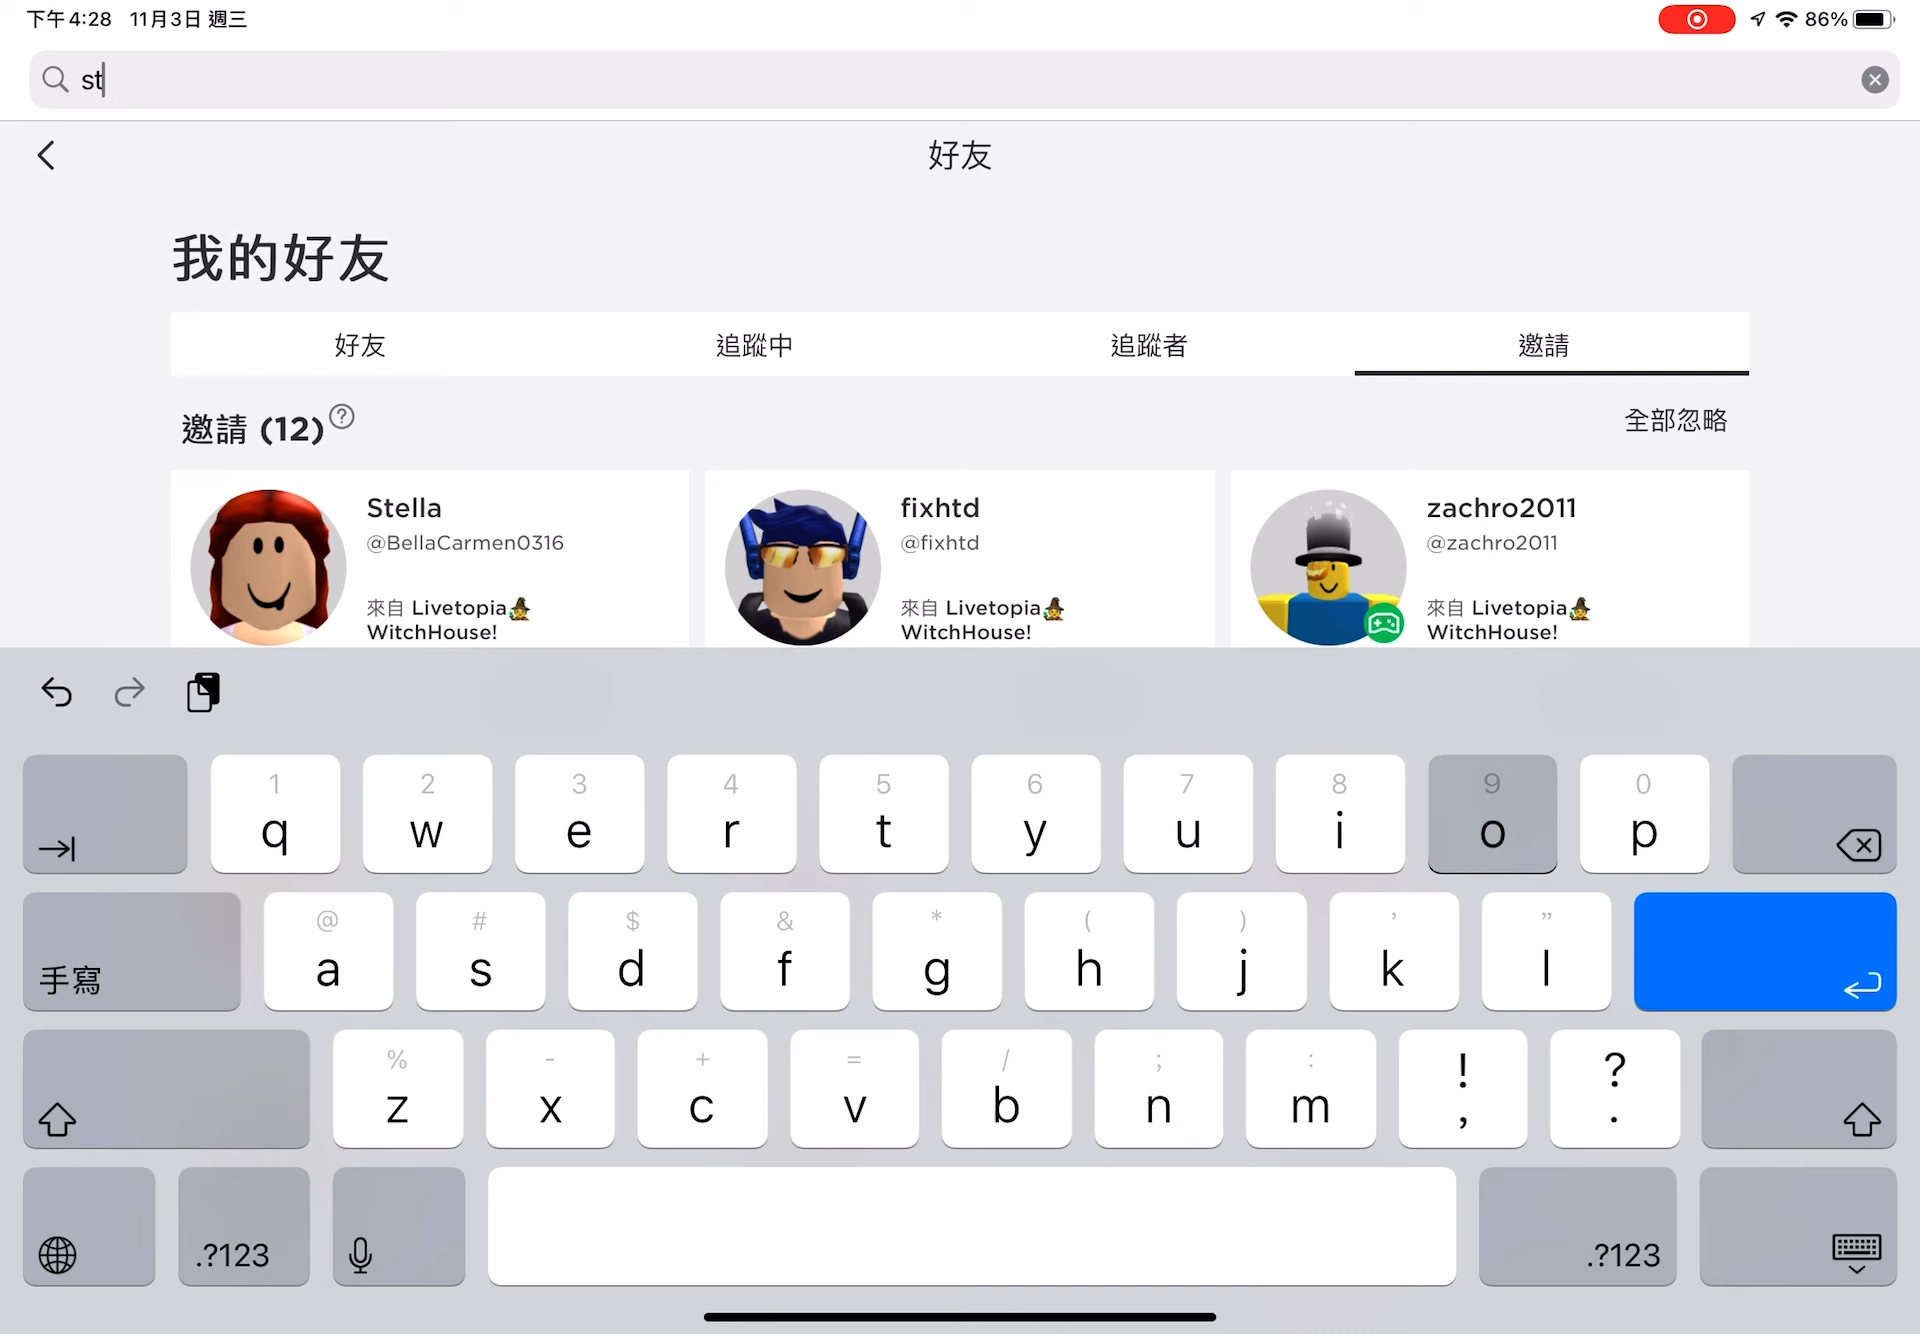 下午4:28 11月3日 週三 86%
st
好友
我的好友
好友 追蹤中 追蹤者 邀請
邀請 (12) ? 全部忽略
Stella
@BellaCarmen0316
來自 Livetopia
WitchHouse!
fixhtd
@fixhtd
來自 Livetopia
WitchHouse!
zachro2011
@zachro2011
來自 Livetopia
WitchHouse!
1 2 3 4 5 6 7 8 9 0
q w e r t y u i o p
@ # $ & * ( ) ’ ”
手寫 a s d f g h j k l
% - + = / ; : ! ?
z x c v b n m , .
.?123 .?123